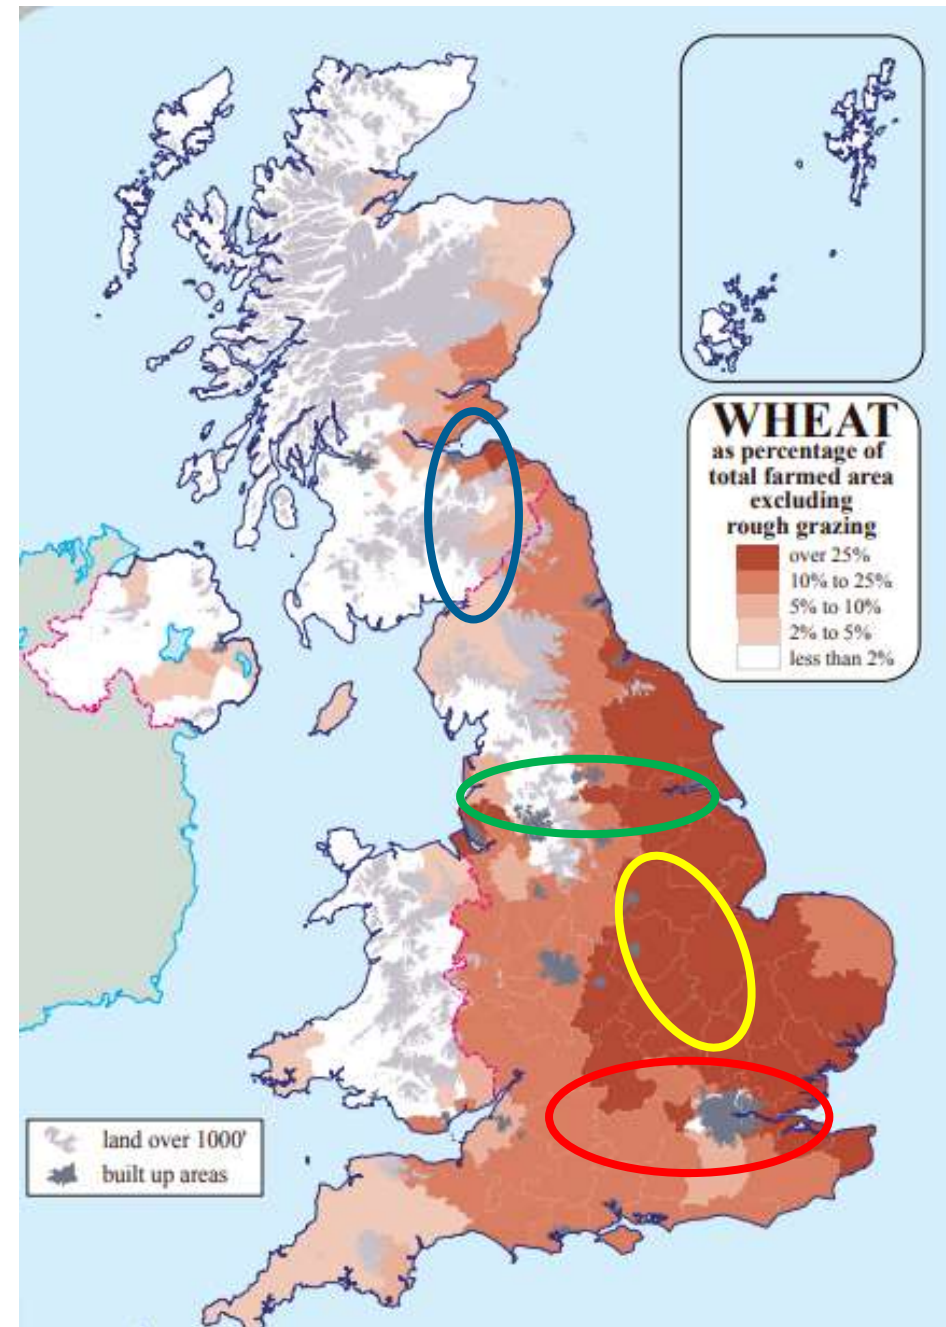 WHEAT
as percentage of
total farmed area
excluding
rough grazing
over 25%
10% to 25%
5% to 10%
2% to 5%
less than 2%
land over 1000'
built up areas